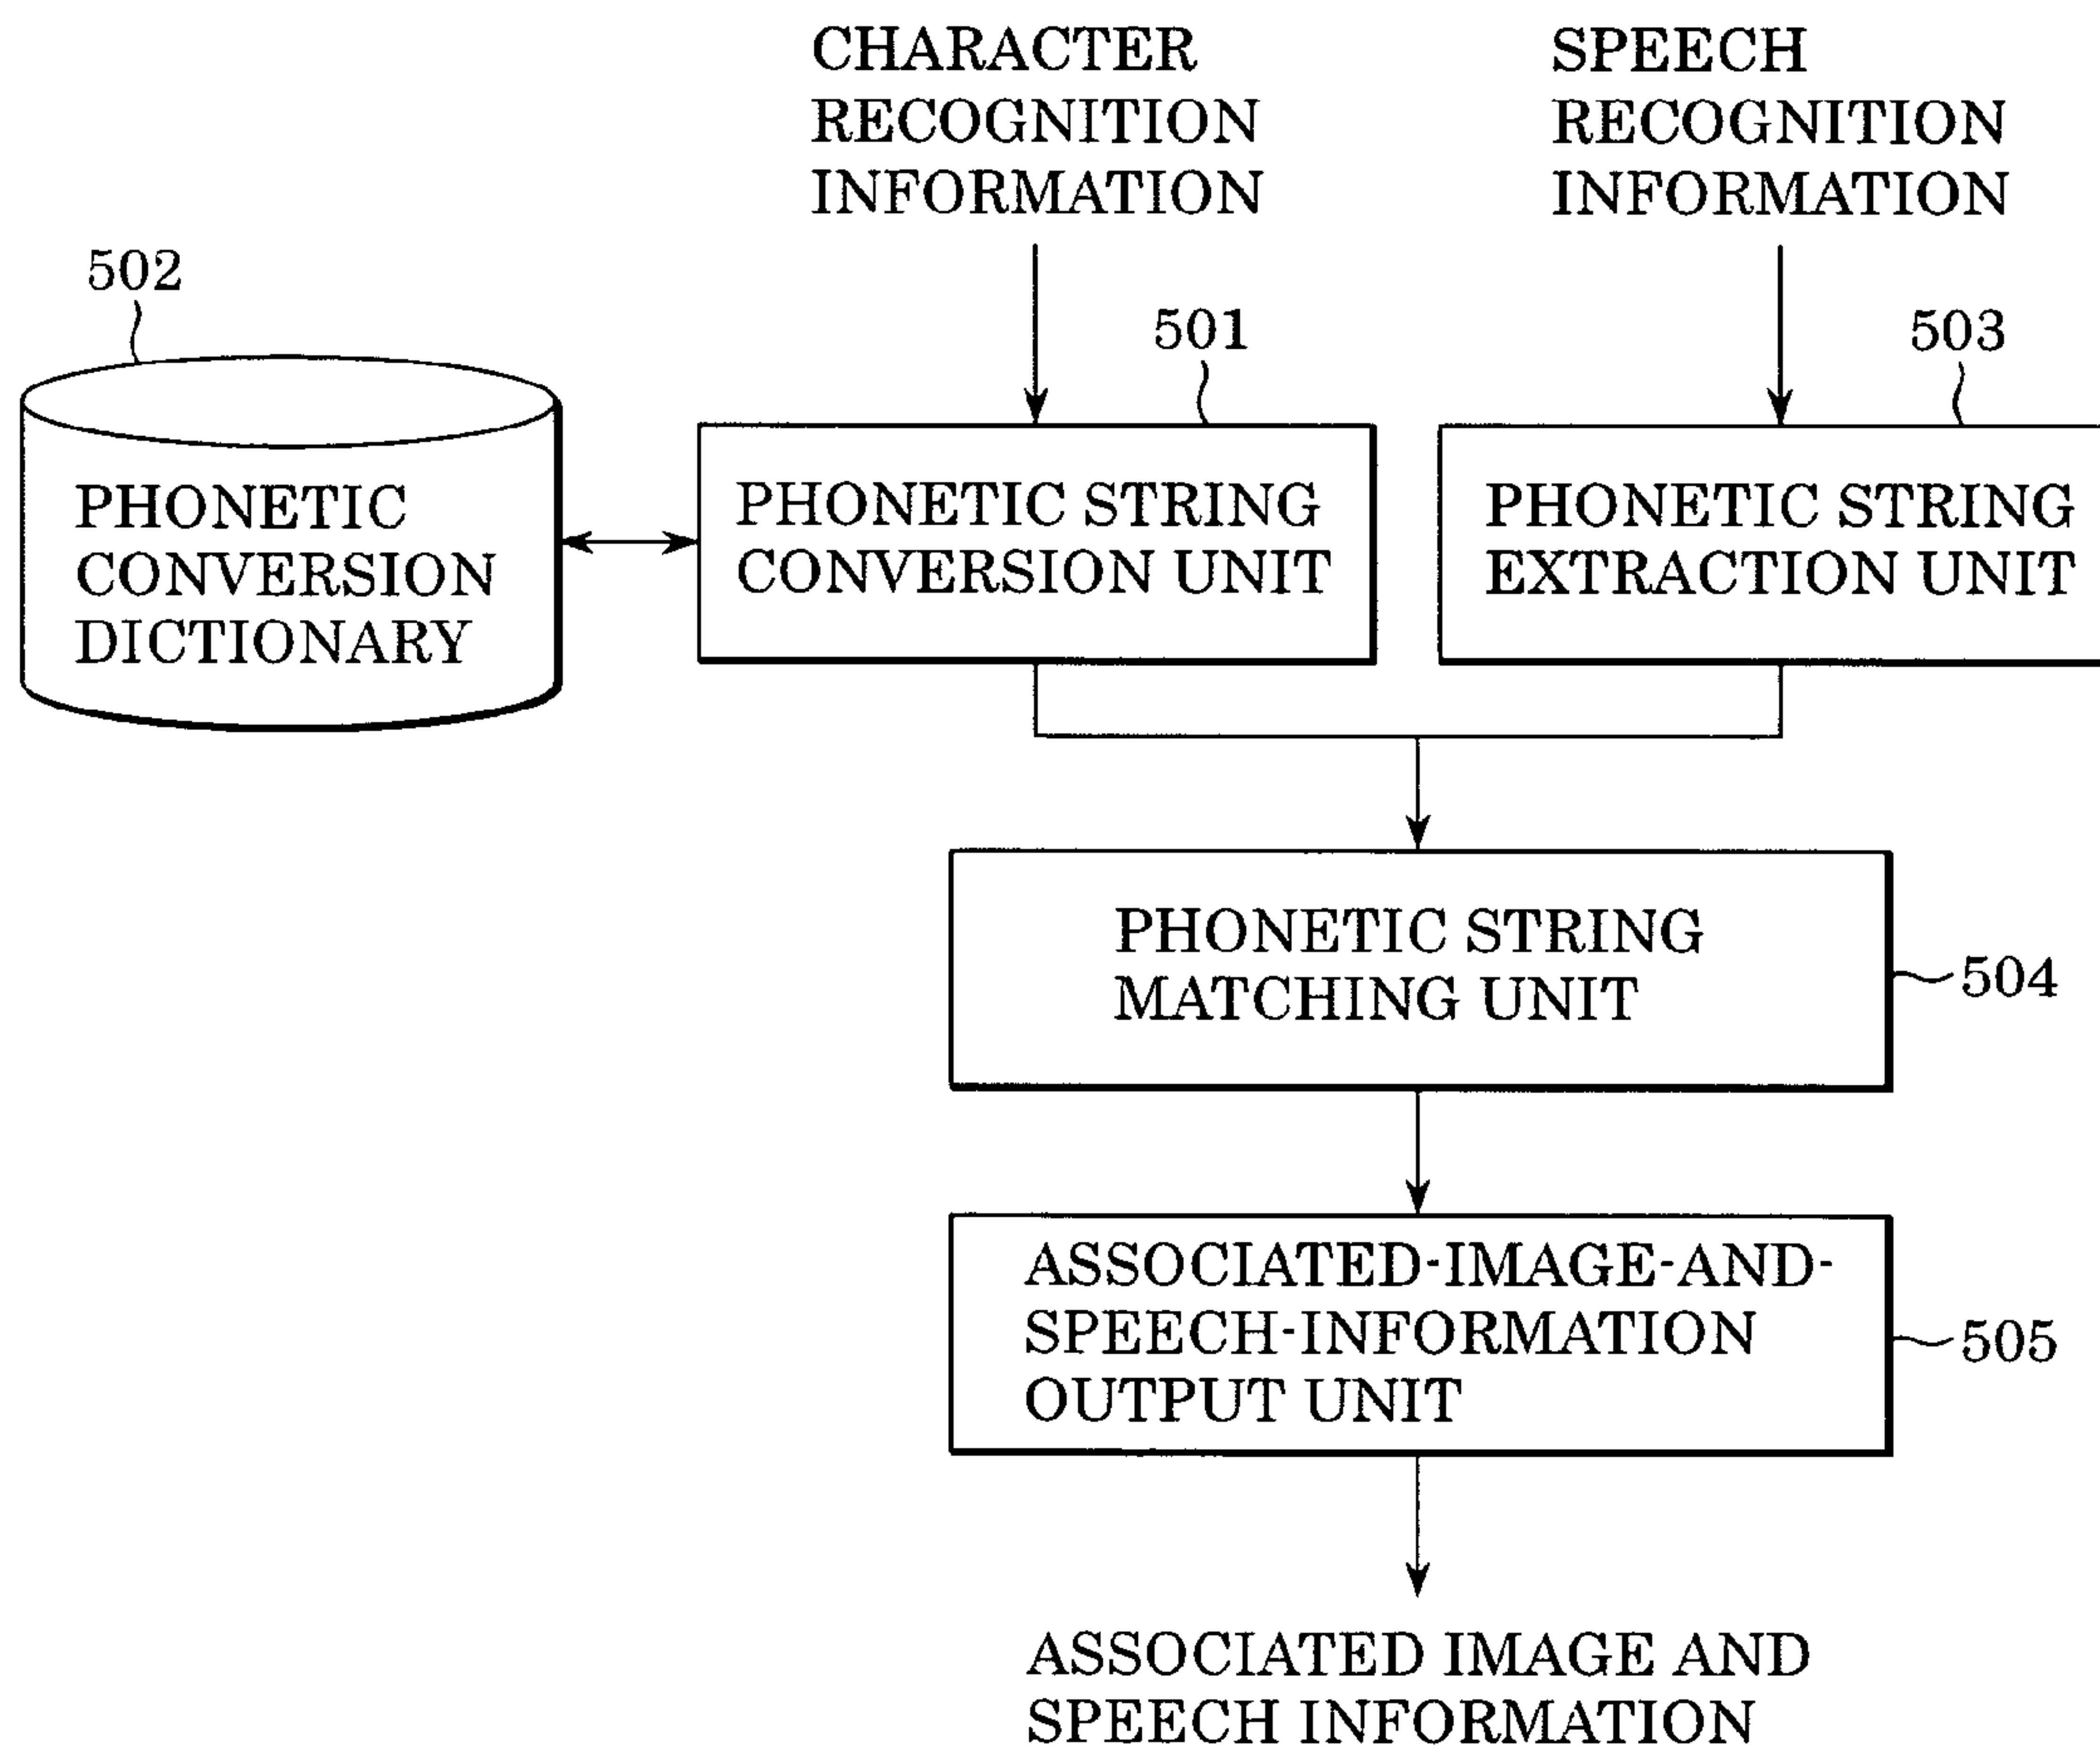 CHARACTER
RECOGNITION
INFORMATION
SPEECH
RECOGNITION
INFORMATION
502
501
503
PHONETIC
CONVERSION
DICTIONARY
PHONETIC STRING
CONVERSION UNIT
PHONETIC STRING
EXTRACTION UNIT
PHONETIC STRING
MATCHING UNIT
504
ASSOCIATED-IMAGE-AND-
SPEECH-INFORMATION
OUTPUT UNIT
505
ASSOCIATED IMAGE AND
SPEECH INFORMATION